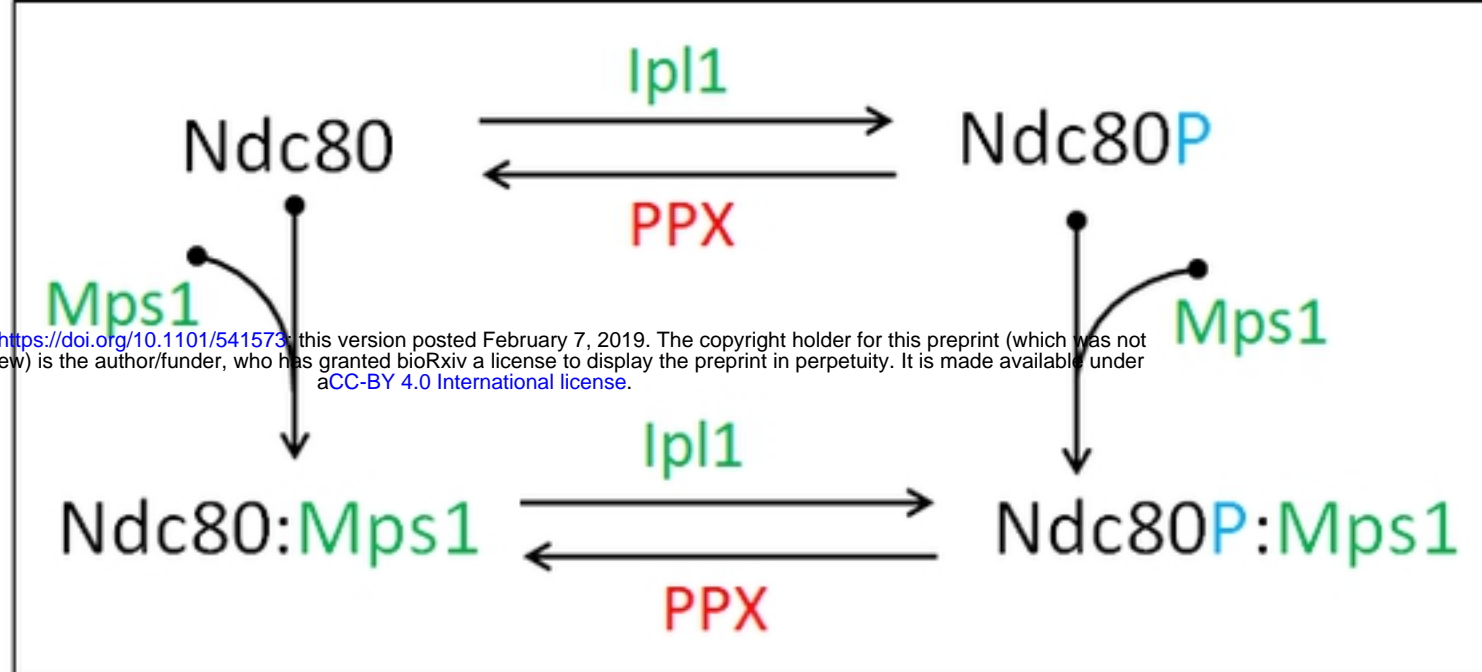 Ipl1
Ndc80 Ndc80P
PPX
Mps1 Mps1
https://doi.org/10.1101/541573; this version posted February 7, 2019. The copyright holder for this preprint (which was not
ew) is the author/funder, who has granted bioRxiv a license to display the preprint in perpetuity. It is made available under
aCC-BY 4.0 International license.
Ipl1
Ndc80:Mps1 Ndc80P:Mps1
PPX